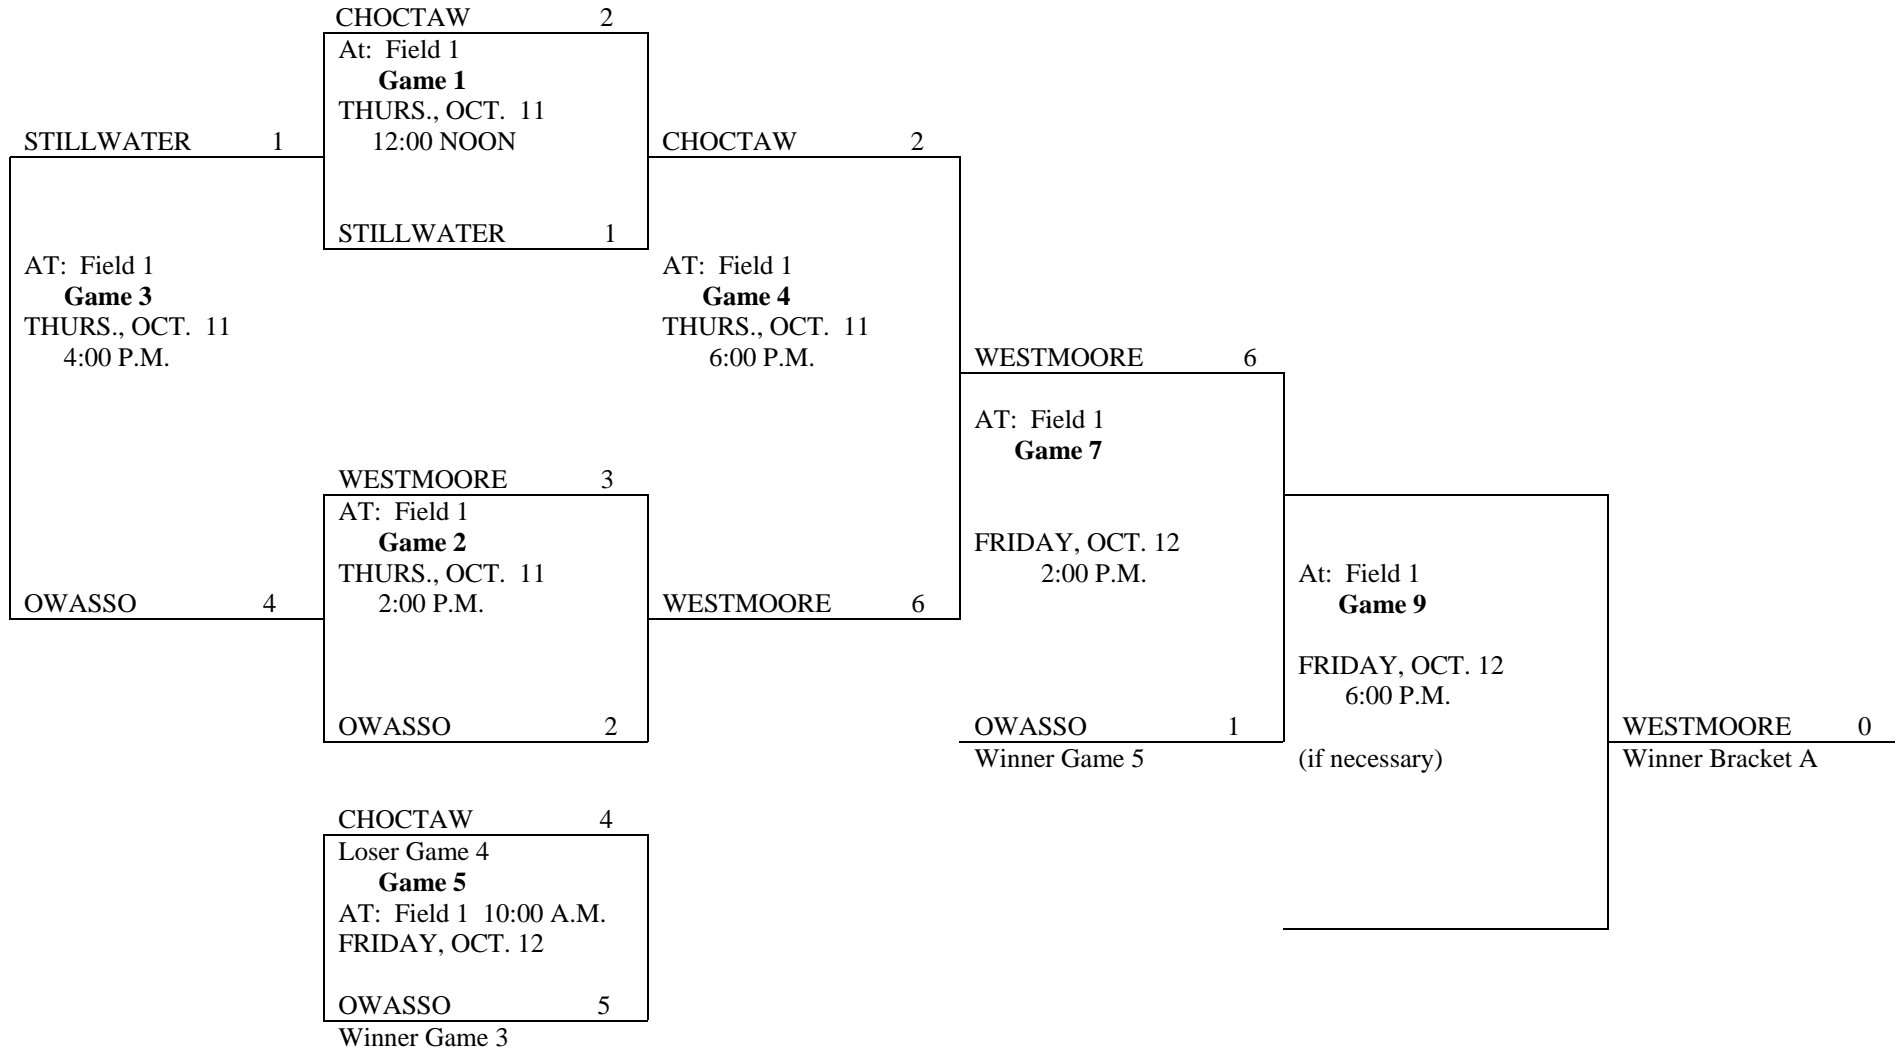 CHOCTAW 2
At: Field 1
Game 1
THURS., OCT. 11
12:00 NOON
STILLWATER 1
STILLWATER 1
AT: Field 1
Game 3
THURS., OCT. 11
4:00 P.M.
OWASSO 4
CHOCTAW 2
AT: Field 1
Game 4
THURS., OCT. 11
6:00 P.M.
WESTMOORE 6
WESTMOORE 3
AT: Field 1
Game 2
THURS., OCT. 11
2:00 P.M.
OWASSO 2
WESTMOORE 6
AT: Field 1
Game 7
FRIDAY, OCT. 12
2:00 P.M.
OWASSO 1
Winner Game 5
At: Field 1
Game 9
FRIDAY, OCT. 12
6:00 P.M.
(if necessary)
WESTMOORE 0
Winner Bracket A
CHOCTAW 4
Loser Game 4
Game 5
AT: Field 1 10:00 A.M.
FRIDAY, OCT. 12
OWASSO 5
Winner Game 3